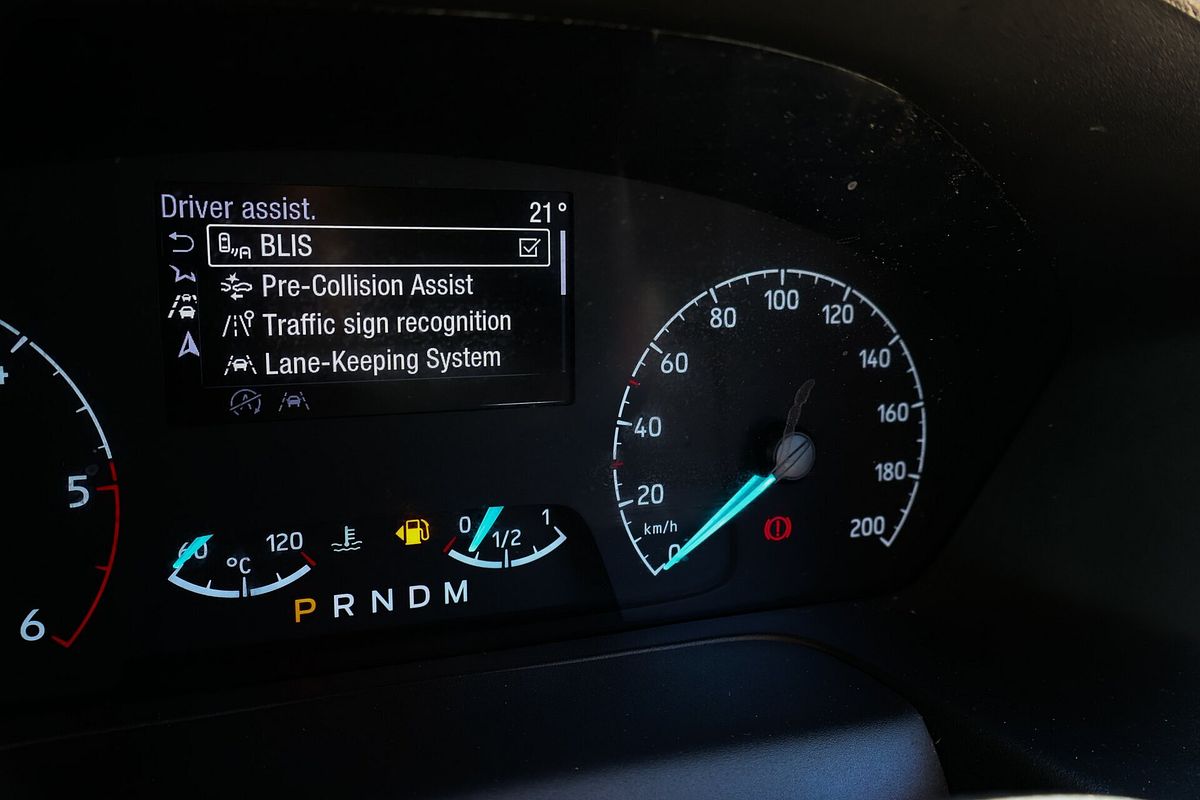 Driver assist.
21°
BLIS
Pre-Collision Assist
Traffic sign recognition
Lane-Keeping System
5
6
60
°C
120
0
1/2
1
P R N D M
0
20
40
60
80
100
120
140
160
180
200
km/h